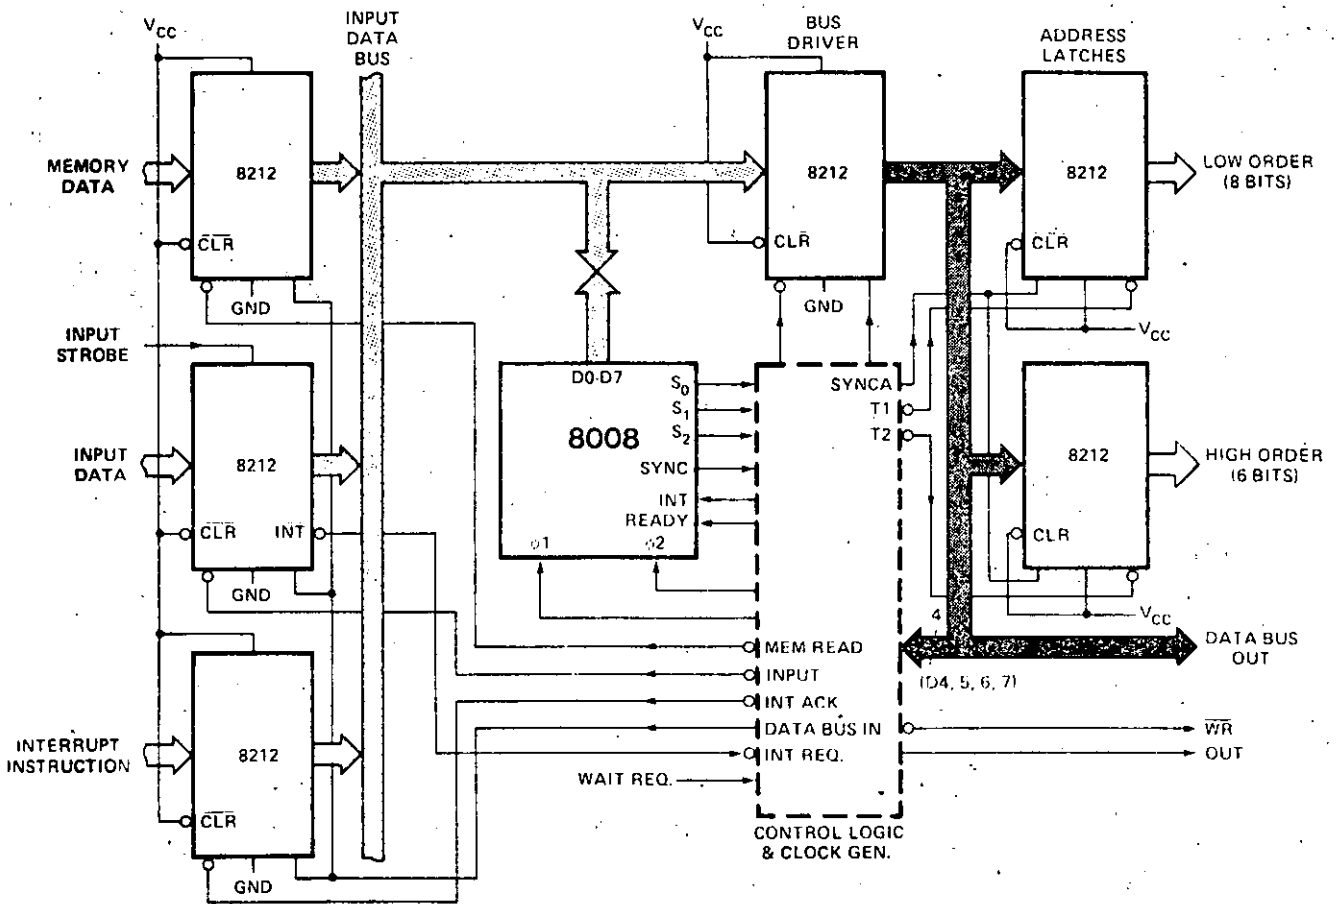 VCC
INPUT
DATA
BUS
VCC
BUS
DRIVER
ADDRESS
LATCHES
MEMORY
DATA
8212
8212
8212
LOW ORDER
(8 BITS)
CLR
CLR
CLR
GND
GND
VCC
INPUT
STROBE
D0-D7
S0
S1
S2
8008
SYNC
INT
READY
φ1
φ2
SYNCA
T1
T2
INPUT
DATA
8212
CLR
INT
GND
8212
HIGH ORDER
(6 BITS)
CLR
VCC
4
DATA BUS
OUT
(D4, 5, 6, 7)
MEM READ
INPUT
INT ACK
DATA BUS IN
INT REQ.
WR
OUT
WAIT REQ.
INTERRUPT
INSTRUCTION
8212
CLR
GND
CONTROL LOGIC
& CLOCK GEN.